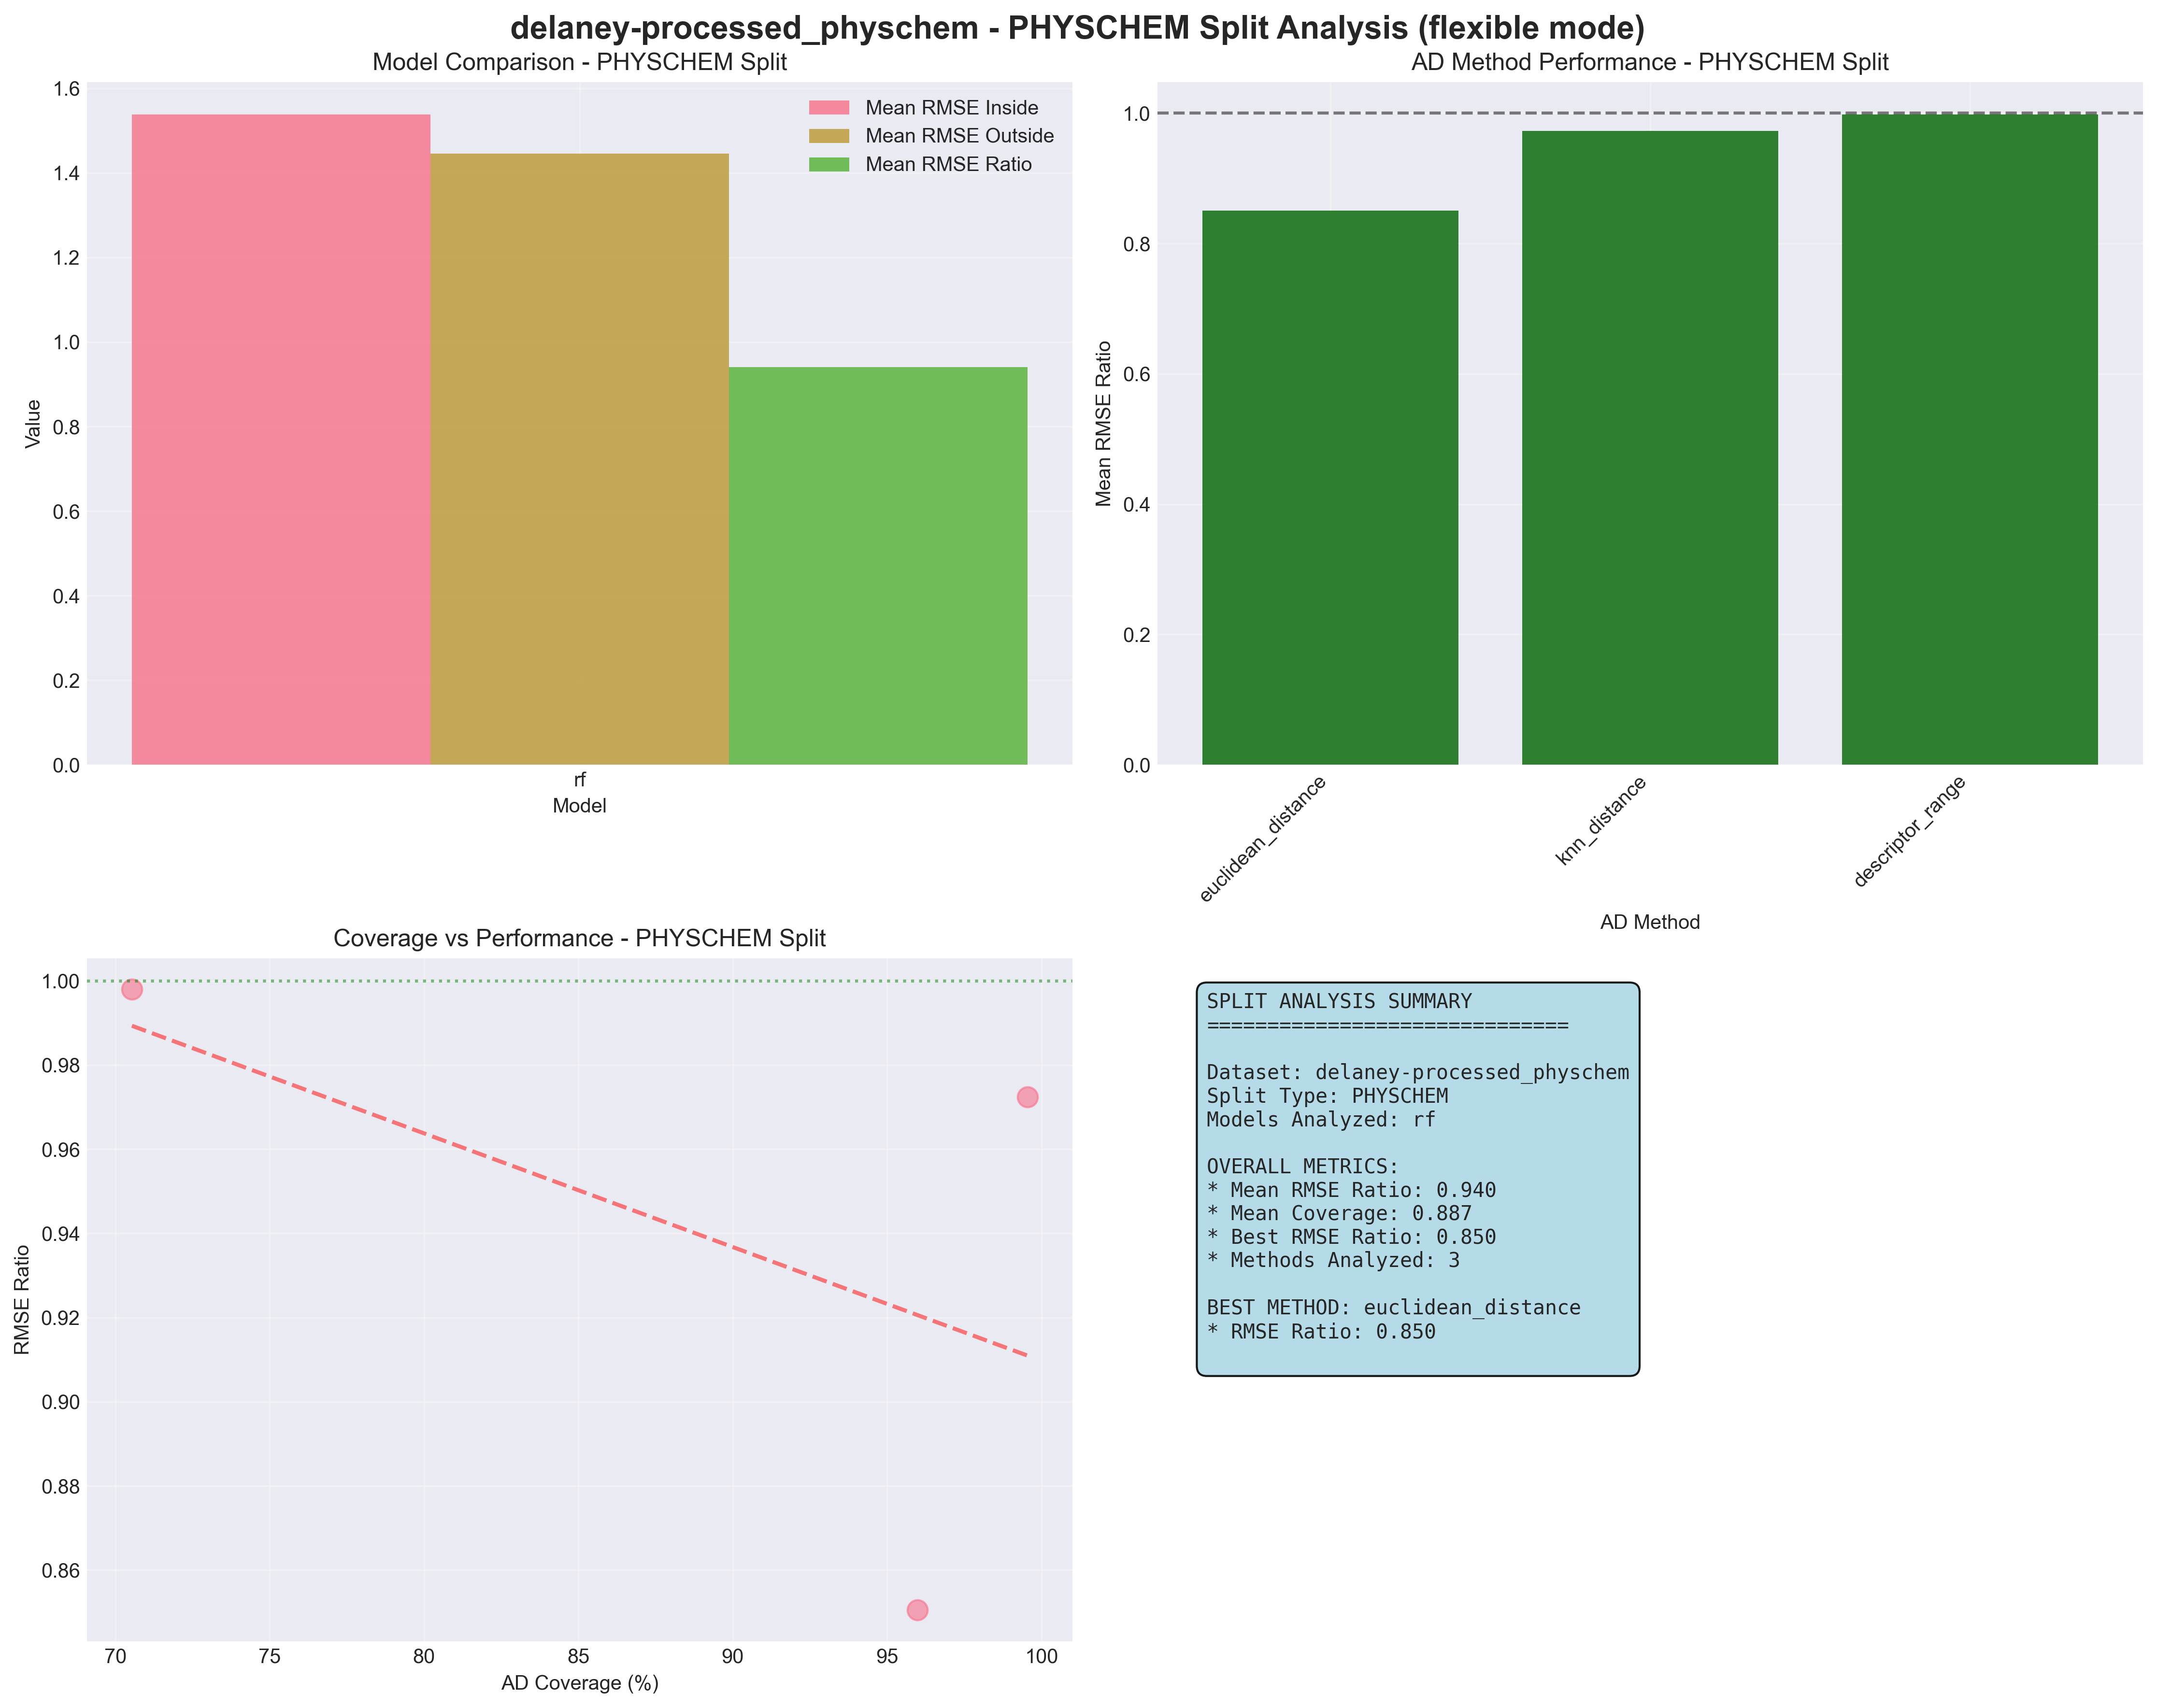 delaney-processed_physchem - PHYSCHEM Split Analysis (flexible mode)
Model Comparison - PHYSCHEM Split
1.6
1.4
1.2
1.0
0.8
0.6
0.4
0.2
0.0
Value
Mean RMSE Inside
Mean RMSE Outside
Mean RMSE Ratio
rf
Model
AD Method Performance - PHYSCHEM Split
1.0
0.8
0.6
0.4
0.2
0.0
Mean RMSE Ratio
euclidean_distance
knn_distance
descriptor_range
AD Method
Coverage vs Performance - PHYSCHEM Split
1.00
0.98
0.96
0.94
0.92
0.90
0.88
0.86
RMSE Ratio
70 75 80 85 90 95 100
AD Coverage (%)
SPLIT ANALYSIS SUMMARY
==============================
Dataset: delaney-processed_physchem
Split Type: PHYSCHEM
Models Analyzed: rf
OVERALL METRICS:
* Mean RMSE Ratio: 0.940
* Mean Coverage: 0.887
* Best RMSE Ratio: 0.850
* Methods Analyzed: 3
BEST METHOD: euclidean_distance
* RMSE Ratio: 0.850